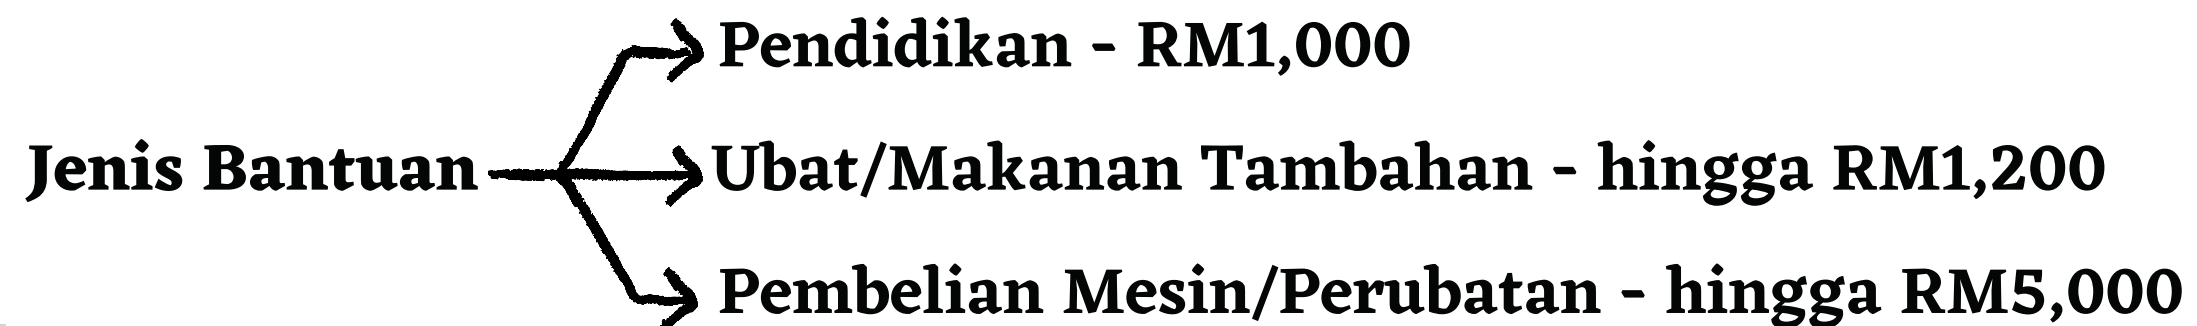 Pendidikan - RM1,000
Jenis Bantuan Ubat/Makanan Tambahan - hingga RM1,200
Pembelian Mesin/Perubatan - hingga RM5,000